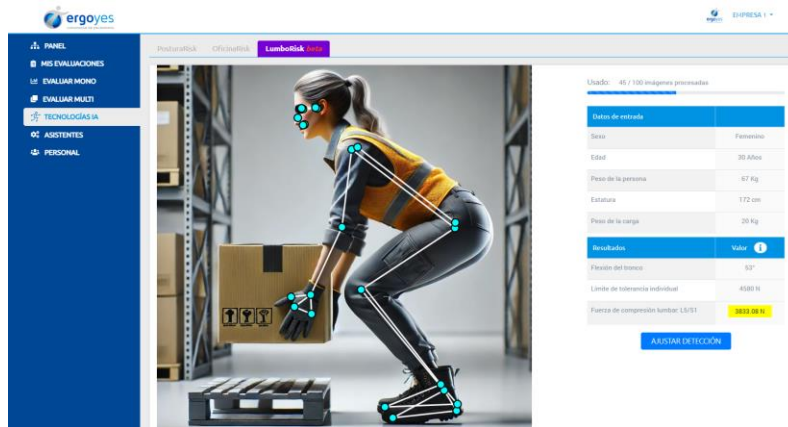 ergoyes
EMPRESA 1
PANEL
MIS EVALUACIONES
EVALUAR MONO
EVALUAR MULTI
TECNOLOGÍAS IA
ASISTENTES
PERSONAL
PosturaRisk OficinaRisk LumboRisk beta
Usado: 45 / 100 imágenes procesadas
Datos de entrada
Sexo Femenino
Edad 30 Años
Peso de la persona 67 Kg
Estatura 172 cm
Peso de la carga 20 Kg
Resultados Valor i
Flexión del tronco 53°
Límite de tolerancia individual 4580 N
Fuerza de compresión lumbar: L5/S1 3833.08 N
AJUSTAR DETECCIÓN